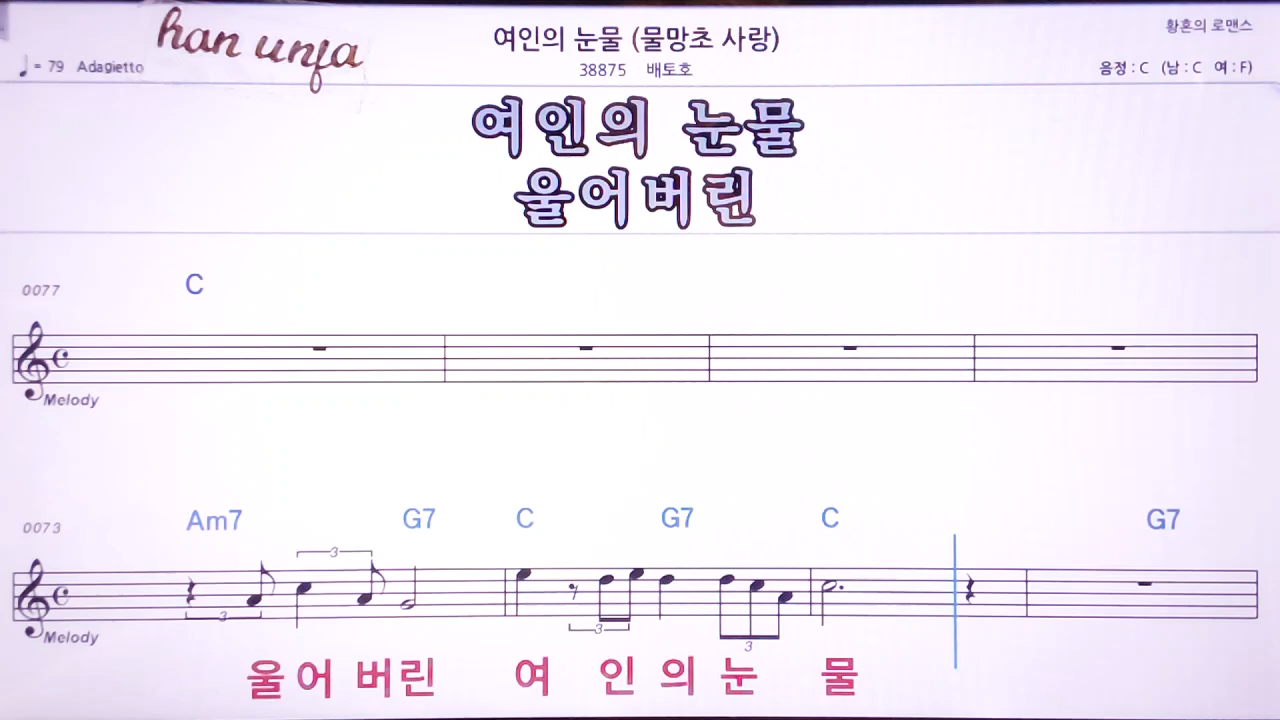 han unja
여인의 눈물 (물망초 사랑)
황혼의 로맨스
♩= 79 Adagietto
38875 배토호
음정 : C (남 : C 여 : F)
여인의 눈물
울어버린
0077 C
Melody
0073 Am7 G7 C G7 C G7
3 3 3 3
Melody
울어 버린 여 인 의 눈 물